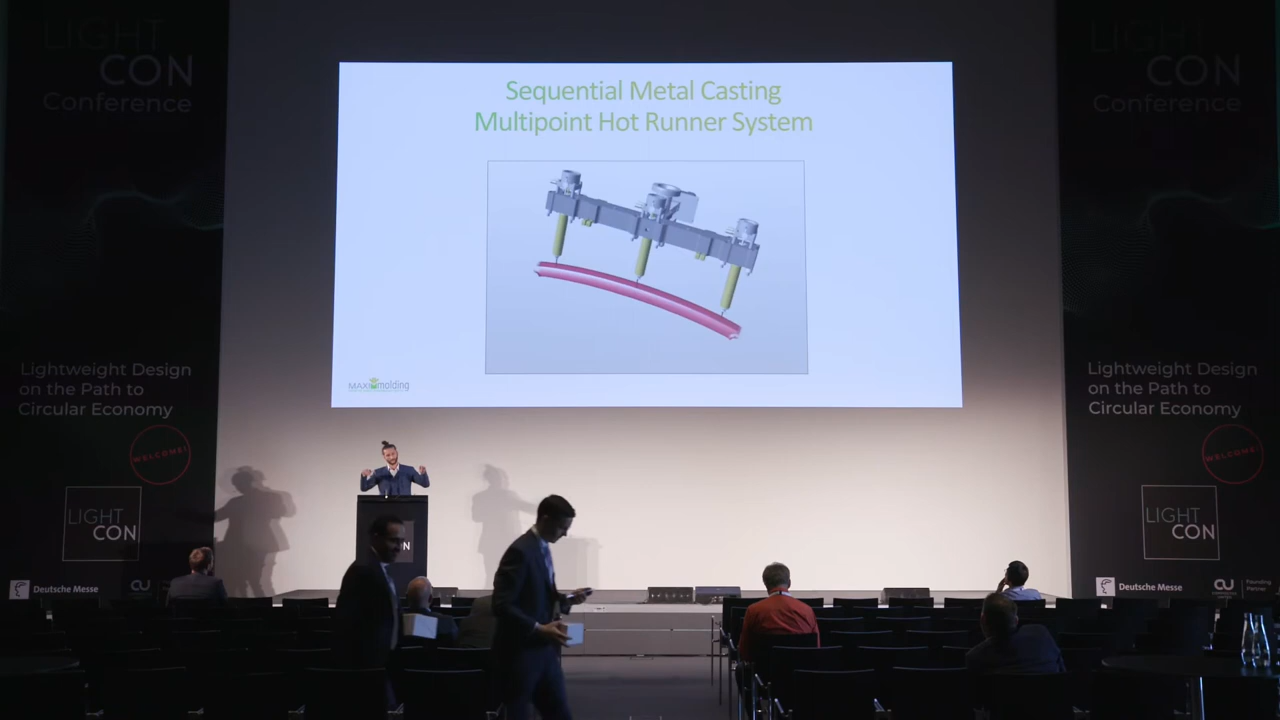 LIGHT
CON
Conference
Lightweight Design
on the Path to
Circular Economy
WELCOME!
LIGHT
CON
Deutsche Messe
CU
Sequential Metal Casting
Multipoint Hot Runner System
MAXImolding
N
LIGHT
CON
Conference
Lightweight Design
on the Path to
Circular Economy
WELCOME!
LIGHT
CON
Deutsche Messe
CU
Founding
Partner